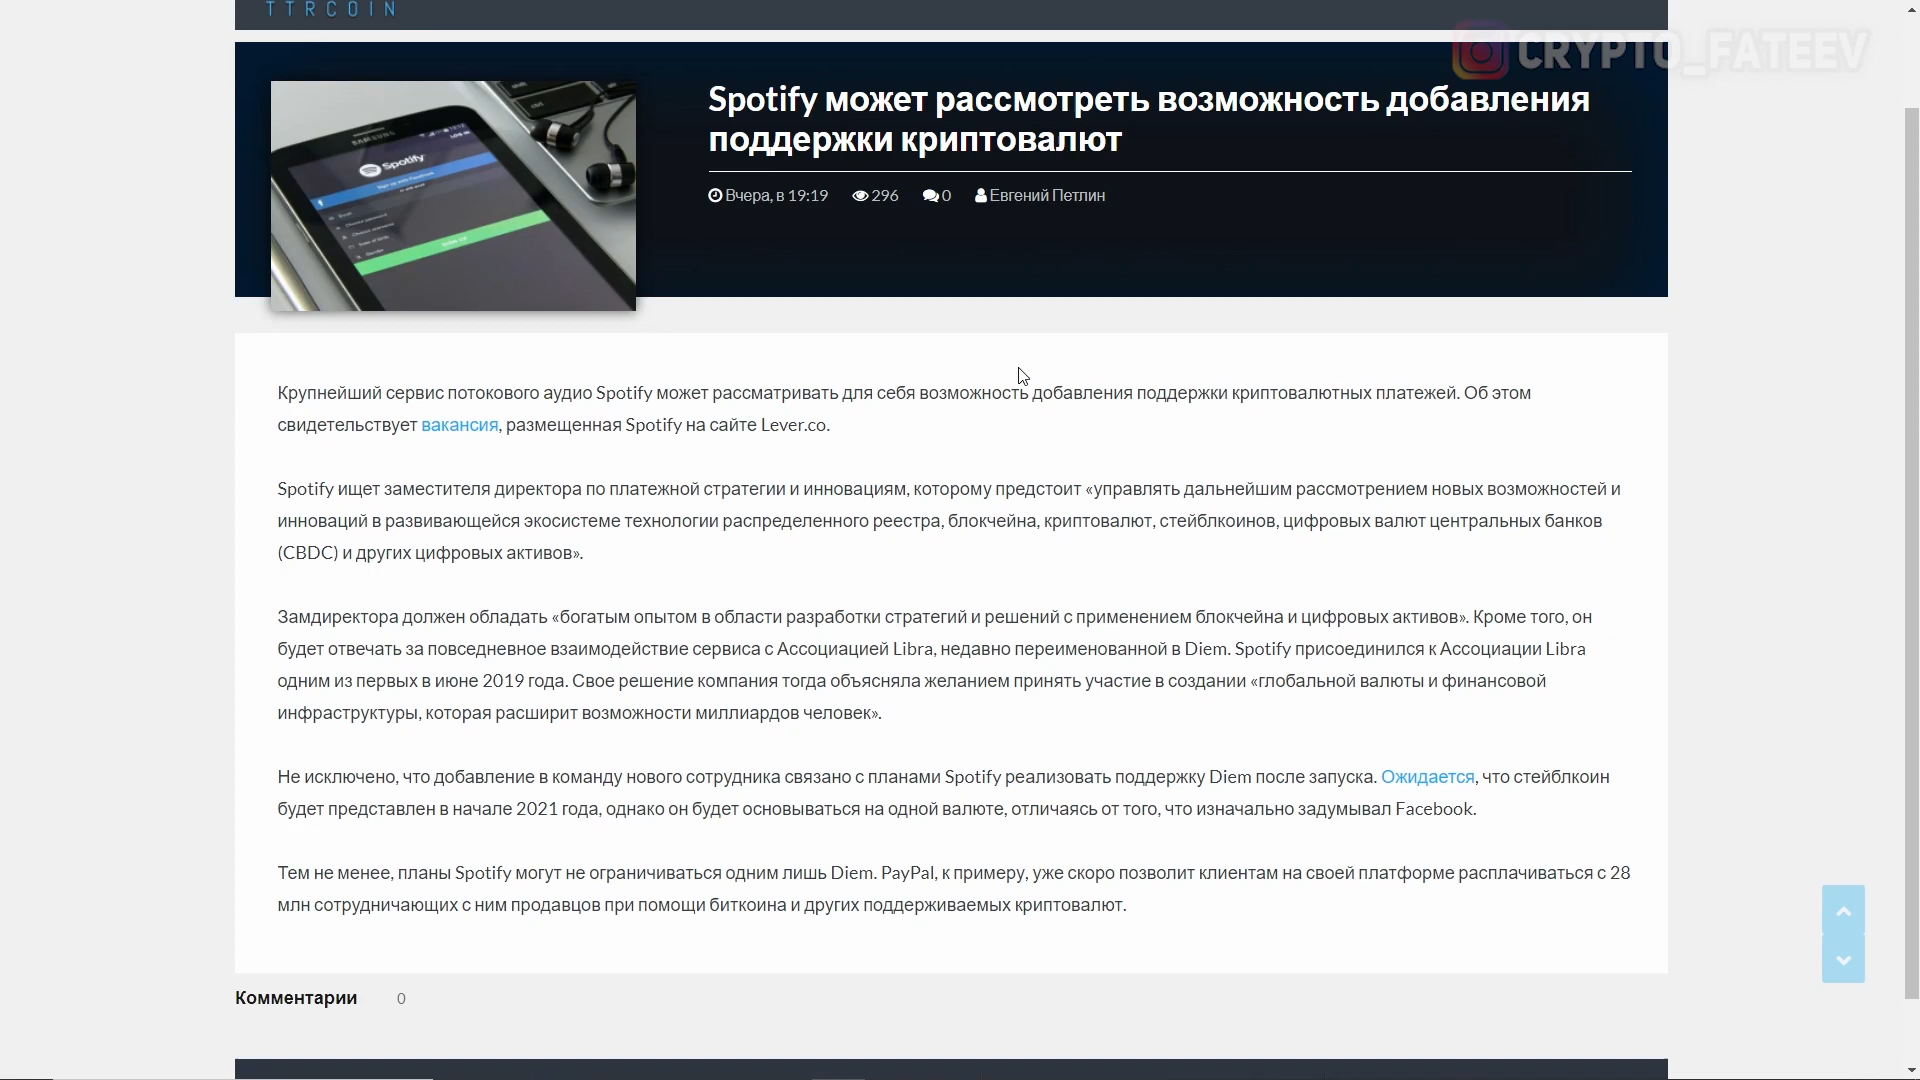 TTRCOIN
CRYPTO_FATEEV
Spotify может рассмотреть возможность добавления
поддержки криптовалют
Вчера, в 19:19 296 0 Евгений Петлин
SAMSUNG
Spotify
Крупнейший сервис потокового аудио Spotify может рассматривать для себя возможность добавления поддержки криптовалютных платежей. Об этом
свидетельствует вакансия, размещенная Spotify на сайте Lever.co.
Spotify ищет заместителя директора по платежной стратегии и инновациям, которому предстоит «управлять дальнейшим рассмотрением новых возможностей и
инноваций в развивающейся экосистеме технологии распределенного реестра, блокчейна, криптовалют, стейблкоинов, цифровых валют центральных банков
(CBDC) и других цифровых активов».
Замдиректора должен обладать «богатым опытом в области разработки стратегий и решений с применением блокчейна и цифровых активов». Кроме того, он
будет отвечать за повседневное взаимодействие сервиса с Ассоциацией Libra, недавно переименованной в Diem. Spotify присоединился к Ассоциации Libra
одним из первых в июне 2019 года. Свое решение компания тогда объясняла желанием принять участие в создании «глобальной валюты и финансовой
инфраструктуры, которая расширит возможности миллиардов человек».
Не исключено, что добавление в команду нового сотрудника связано с планами Spotify реализовать поддержку Diem после запуска. Ожидается, что стейблкоин
будет представлен в начале 2021 года, однако он будет основываться на одной валюте, отличаясь от того, что изначально задумывал Facebook.
Тем не менее, планы Spotify могут не ограничиваться одним лишь Diem. PayPal, к примеру, уже скоро позволит клиентам на своей платформе расплачиваться с 28
млн сотрудничающих с ним продавцов при помощи биткоина и других поддерживаемых криптовалют.
Комментарии 0